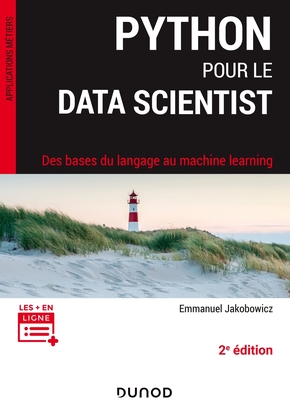 APPLICATIONS MÉTIERS
PYTHON
POUR LE
DATA SCIENTIST
Des bases du langage au machine learning
LES + EN
LIGNE
Emmanuel Jakobowicz
2e édition
DUNOD